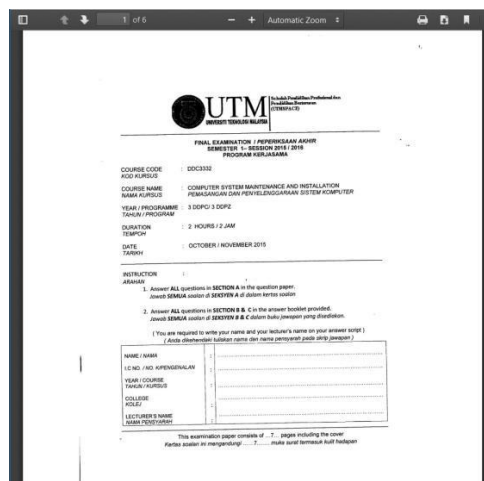 1 of 6
Automatic Zoom
UTM
UNIVERSITI TEKNOLOGI MALAYSIA
Sekolah Pendidikan Profesional dan
Pendidikan Berterusan
(UTMSPACE)
FINAL EXAMINATION / PEPERIKSAAN AKHIR
SEMESTER 1– SESSION 2015 / 2016
PROGRAM KERJASAMA
COURSE CODE : DDC3332
KOD KURSUS
COURSE NAME : COMPUTER SYSTEM MAINTENANCE AND INSTALLATION
NAMA KURSUS PEMASANGAN DAN PENYELENGGARAAN SISTEM KOMPUTER
YEAR / PROGRAMME : 3 DDPC/ 3 DDPZ
TAHUN / PROGRAM
DURATION : 2 HOURS / 2 JAM
TEMPOH
DATE : OCTOBER / NOVEMBER 2015
TARIKH
INSTRUCTION :
ARAHAN
1. Answer ALL questions in SECTION A in the question paper.
Jawab SEMUA soalan di SEKSYEN A di dalam kertas soalan
2. Answer ALL questions in SECTION B & C in the answer booklet provided.
Jawab SEMUA soalan di SEKSYEN B & C dalam buku jawapan yang disediakan.
( You are required to write your name and your lecturer's name on your answer script )
( Anda dikehendaki tuliskan nama dan nama pensyarah pada skrip jawapan )
NAME / NAMA :
I.C NO. / NO. K/PENGENALAN :
YEAR / COURSE :
TAHUN / KURSUS
COLLEGE :
KOLEJ
LECTURER'S NAME :
NAMA PENSYARAH
This examination paper consists of ...7... pages including the cover
Kertas soalan ini mengandungi ......7...... muka surat termasuk kulit hadapan